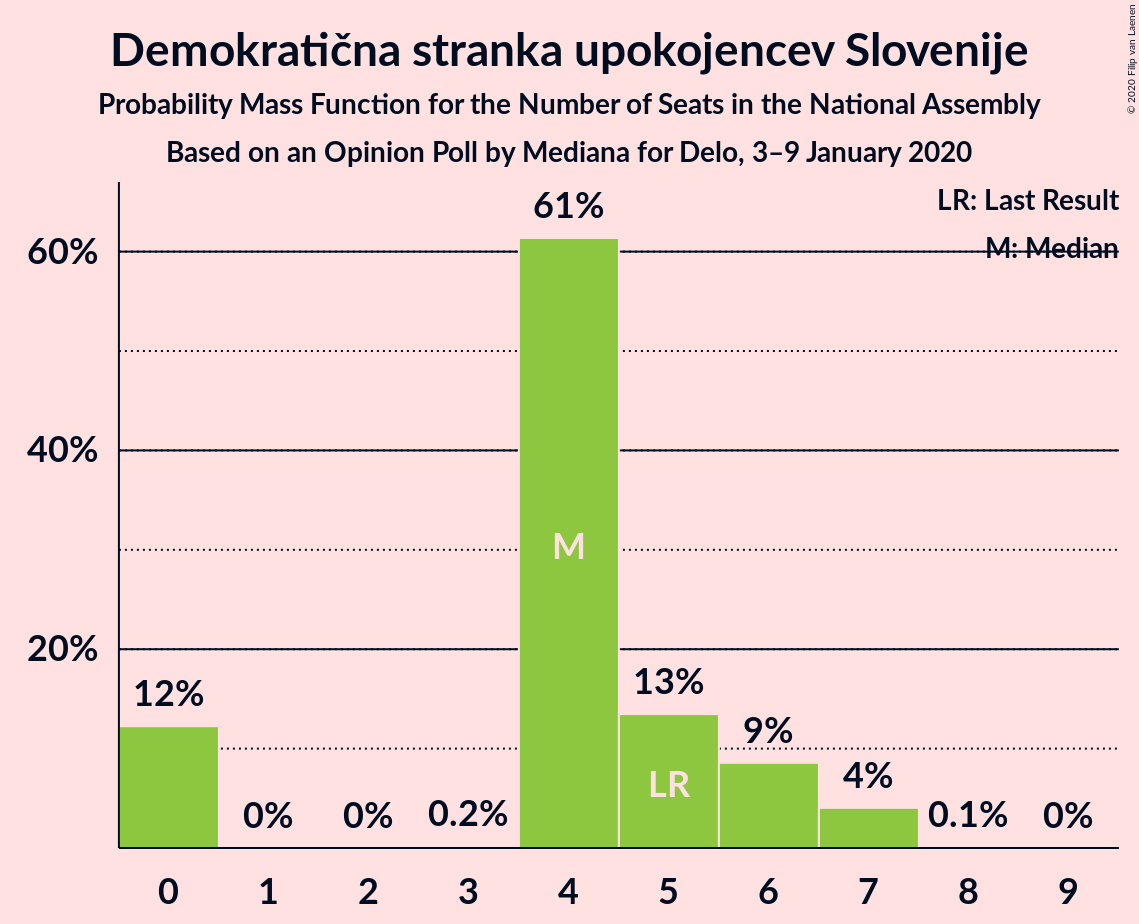 Demokratična stranka upokojencev Slovenije
Probability Mass Function for the Number of Seats in the National Assembly
Based on an Opinion Poll by Mediana for Delo, 3–9 January 2020
© 2020 Filip van Laenen
LR: Last Result
M: Median
60%
40%
20%
12%
0%
0%
0.2%
61%
13%
9%
4%
0.1%
0%
M
LR
0 1 2 3 4 5 6 7 8 9